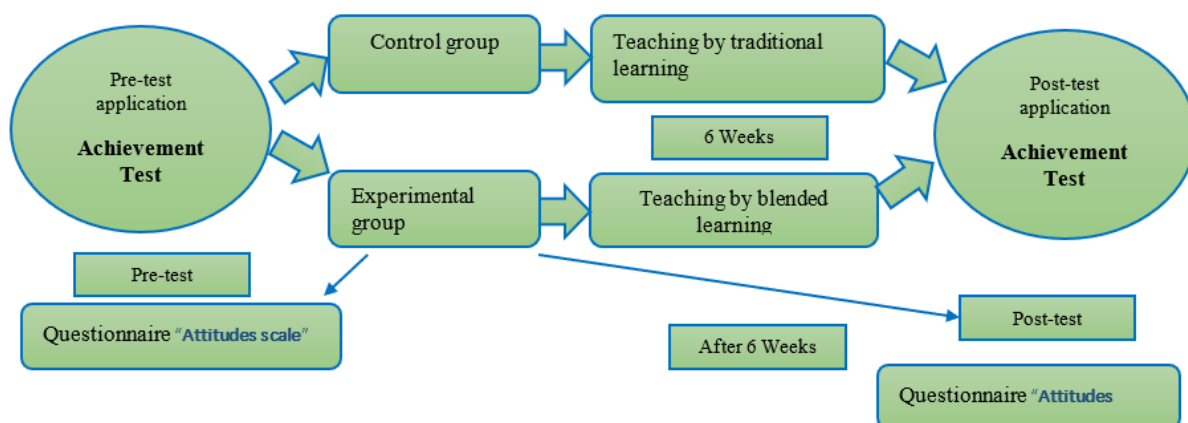 Pre-test
application
Achievement
Test
Control group
Teaching by traditional
learning
6 Weeks
Experimental
group
Teaching by blended
learning
Post-test
application
Achievement
Test
Pre-test
Questionnaire “Attitudes scale”
After 6 Weeks
Post-test
Questionnaire “Attitudes